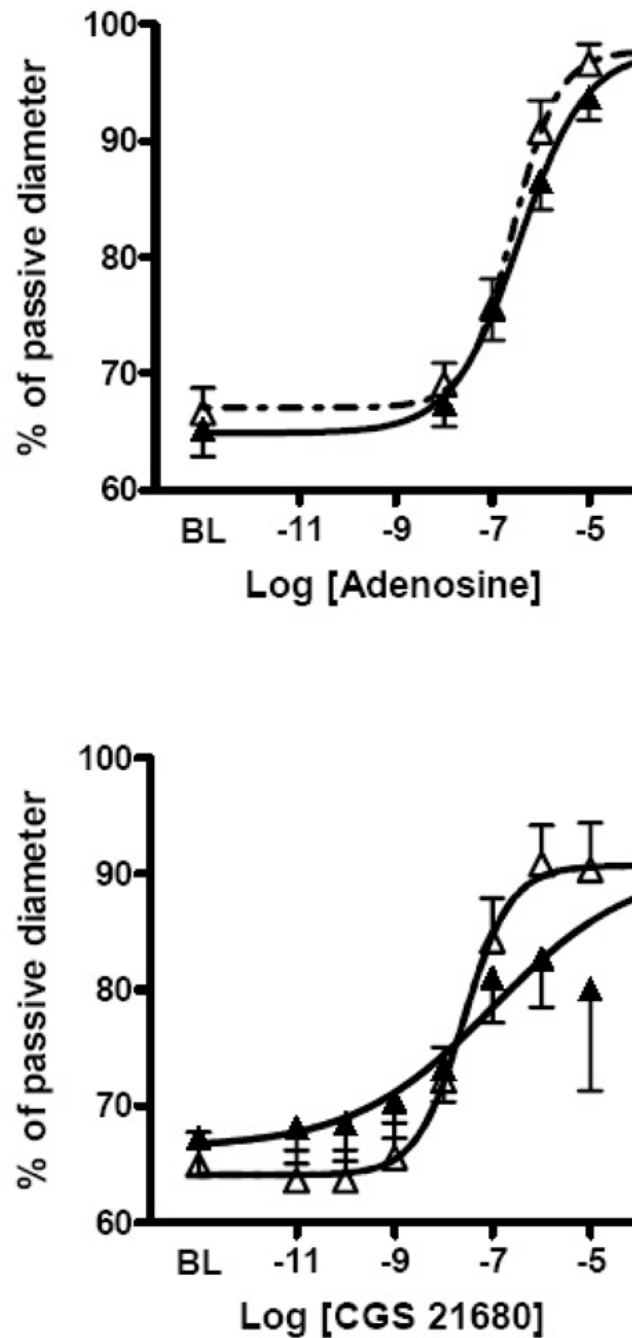 100
90
80
70
60
% of passive diameter
BL -11 -9 -7 -5
Log [Adenosine]
100
90
80
70
60
% of passive diameter
BL -11 -9 -7 -5
Log [CGS 21680]